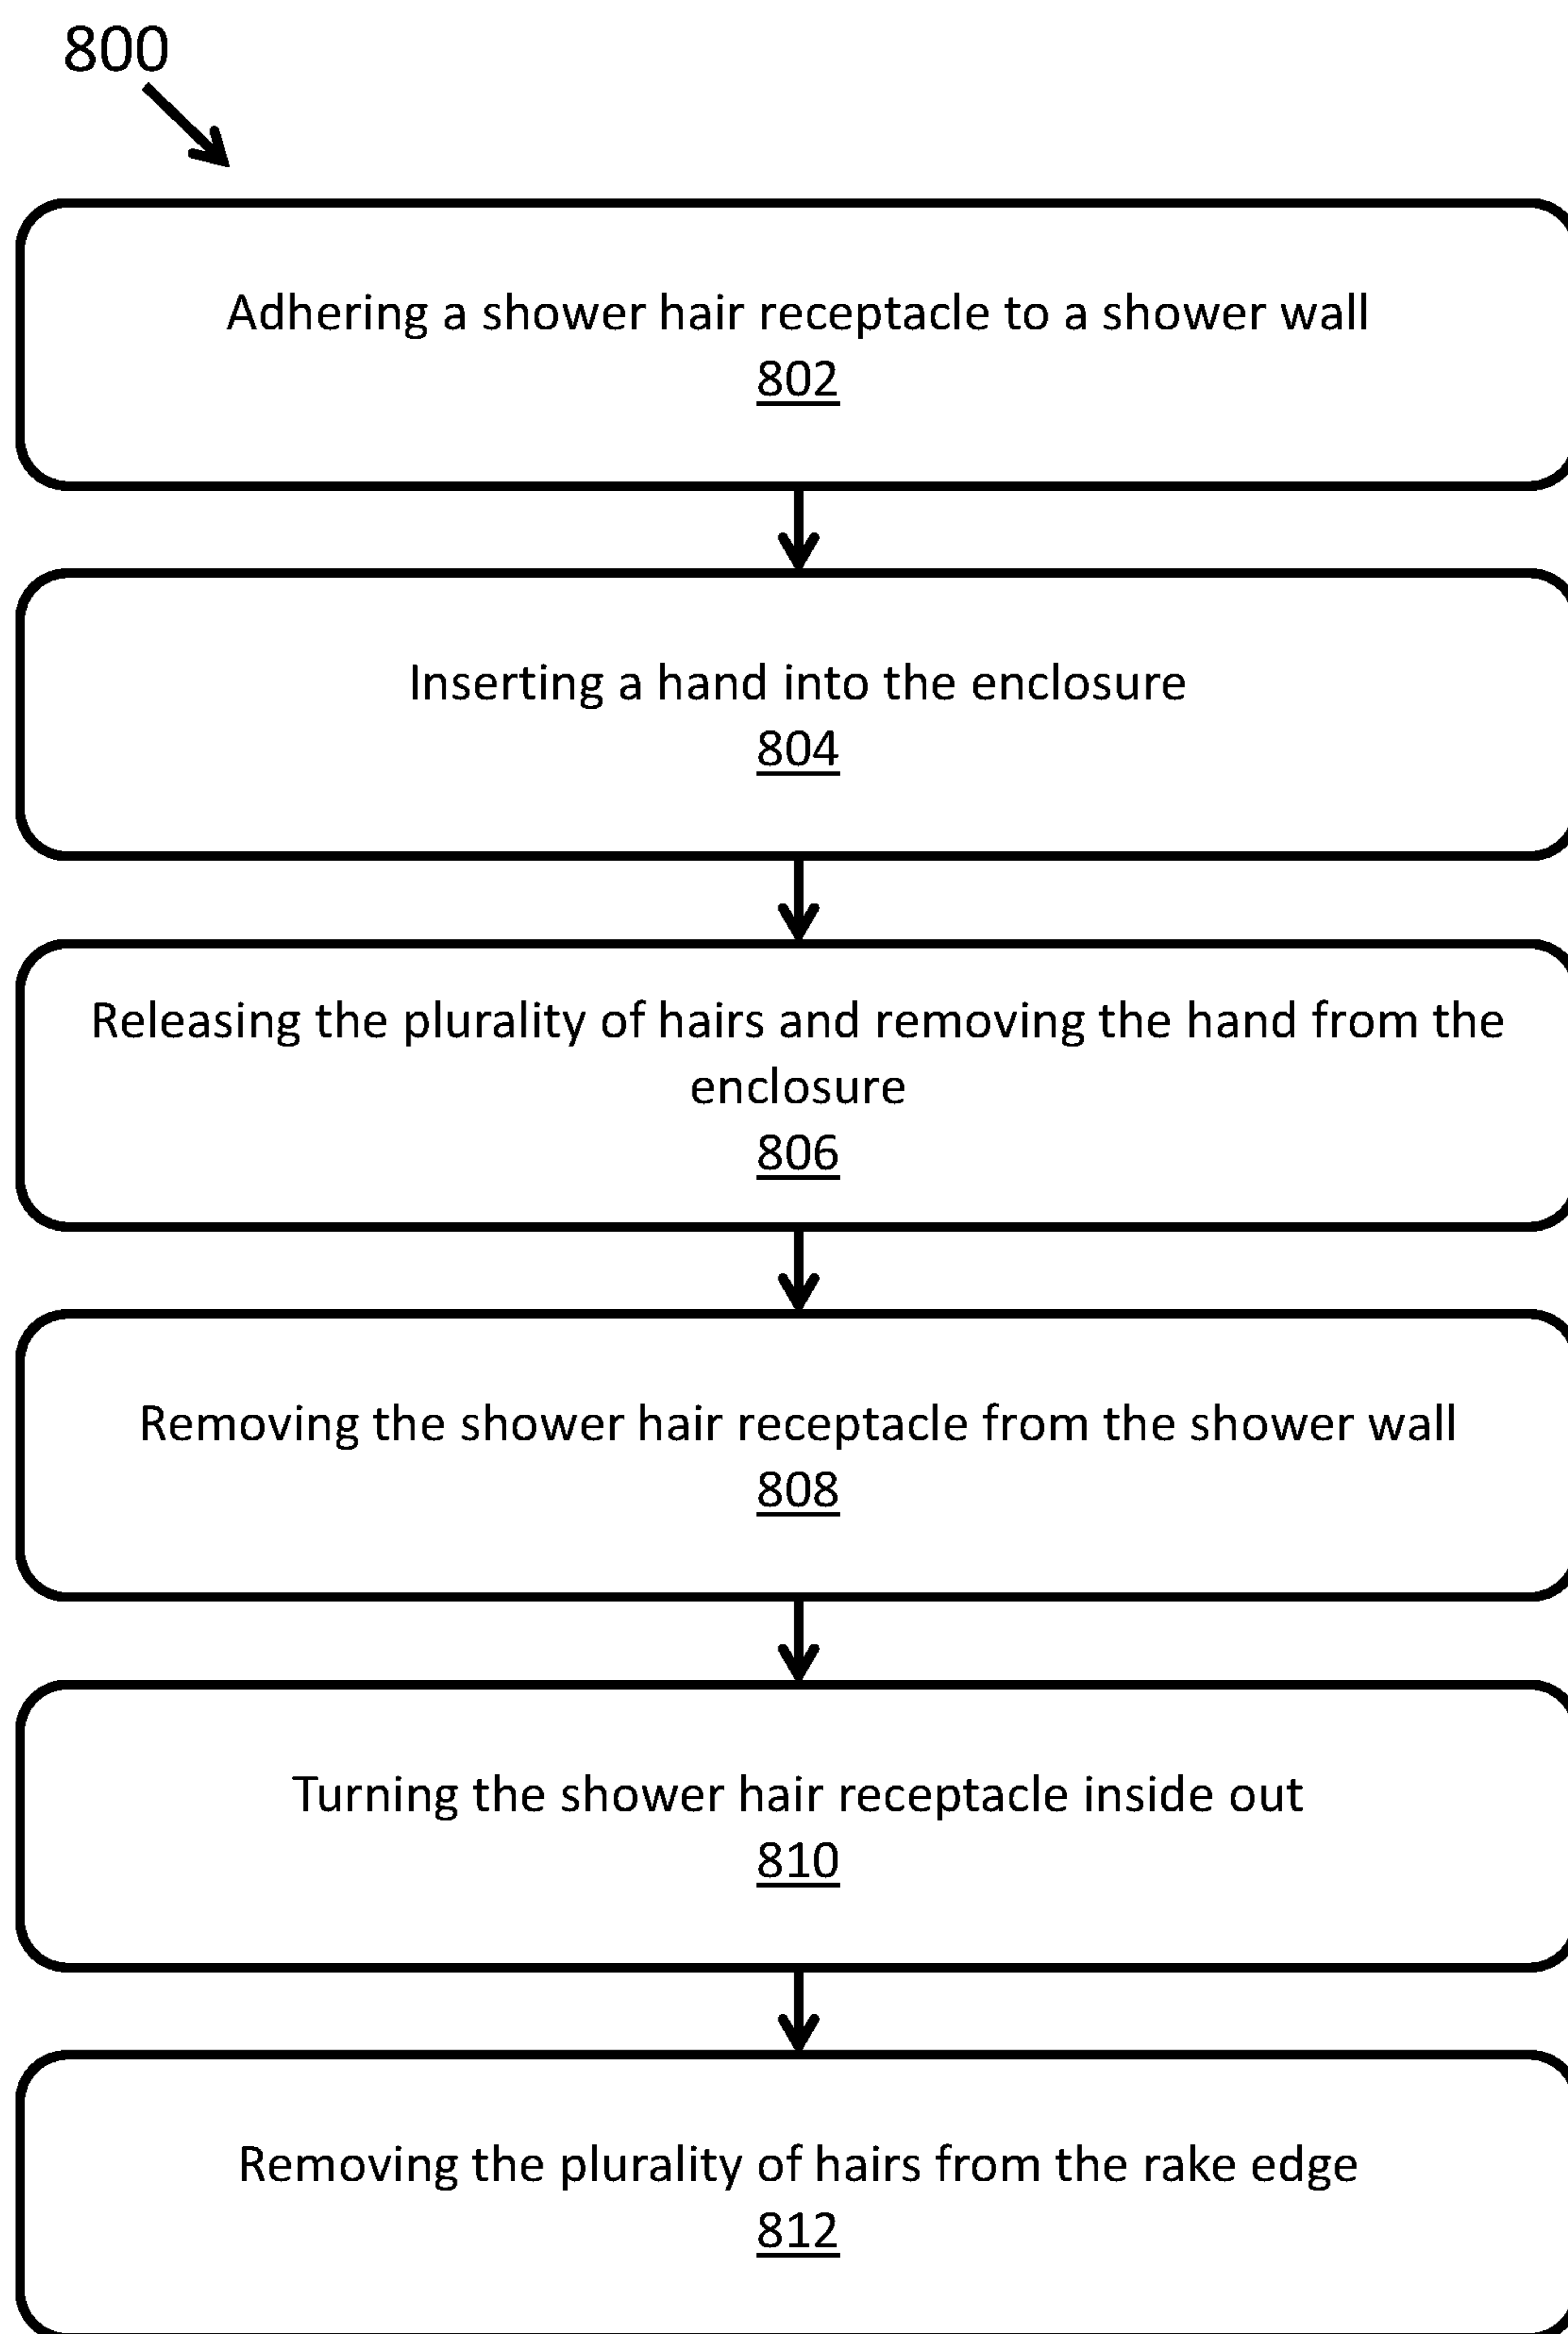 800
Adhering a shower hair receptacle to a shower wall
802
Inserting a hand into the enclosure
804
Releasing the plurality of hairs and removing the hand from the
enclosure
806
Removing the shower hair receptacle from the shower wall
808
Turning the shower hair receptacle inside out
810
Removing the plurality of hairs from the rake edge
812